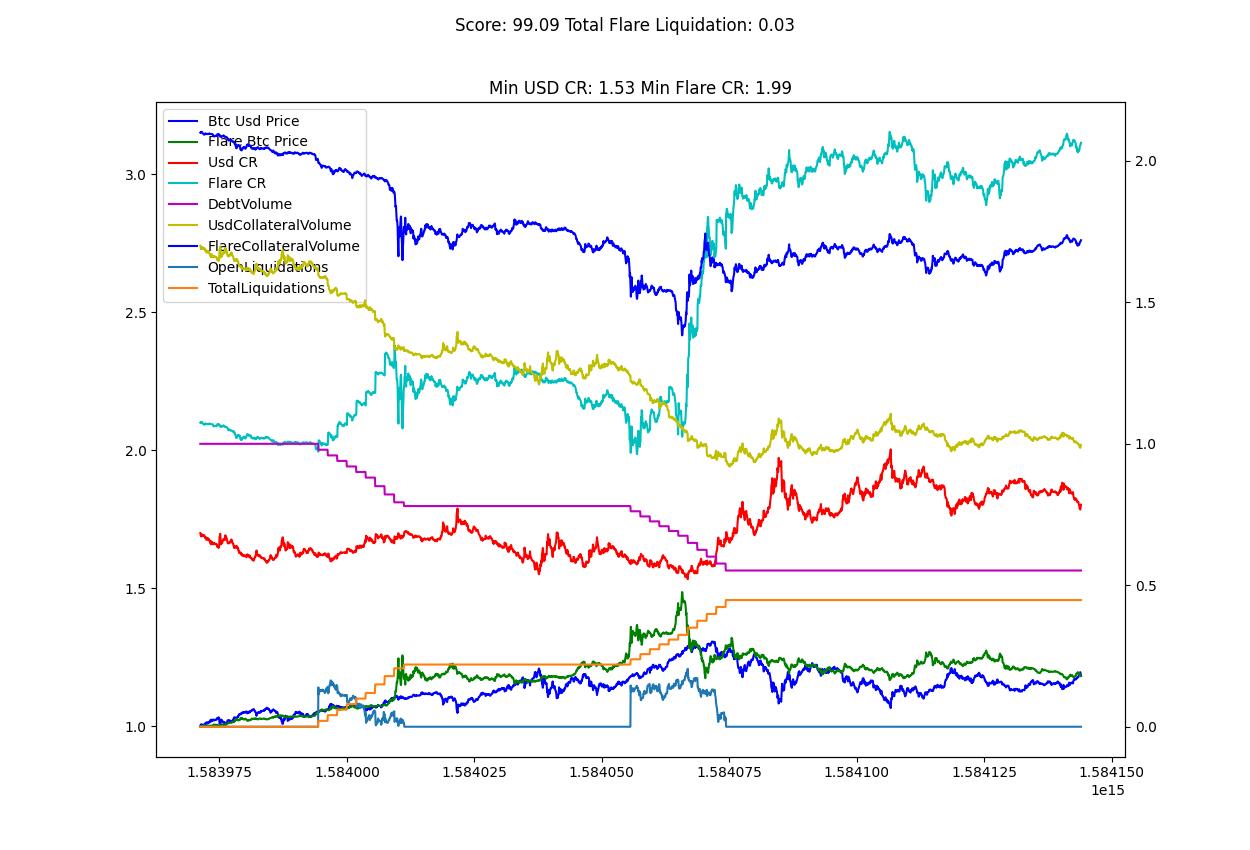 Score: 99.09 Total Flare Liquidation: 0.03
Min USD CR: 1.53 Min Flare CR: 1.99
Btc Usd Price
Flare Btc Price
Usd CR
Flare CR
DebtVolume
UsdCollateralVolume
FlareCollateralVolume
OpenLiquidations
TotalLiquidations
3.0
2.5
2.0
1.5
1.0
2.0
1.5
1.0
0.5
0.0
1.583975 1.584000 1.584025 1.584050 1.584075 1.584100 1.584125 1.584150
1e15